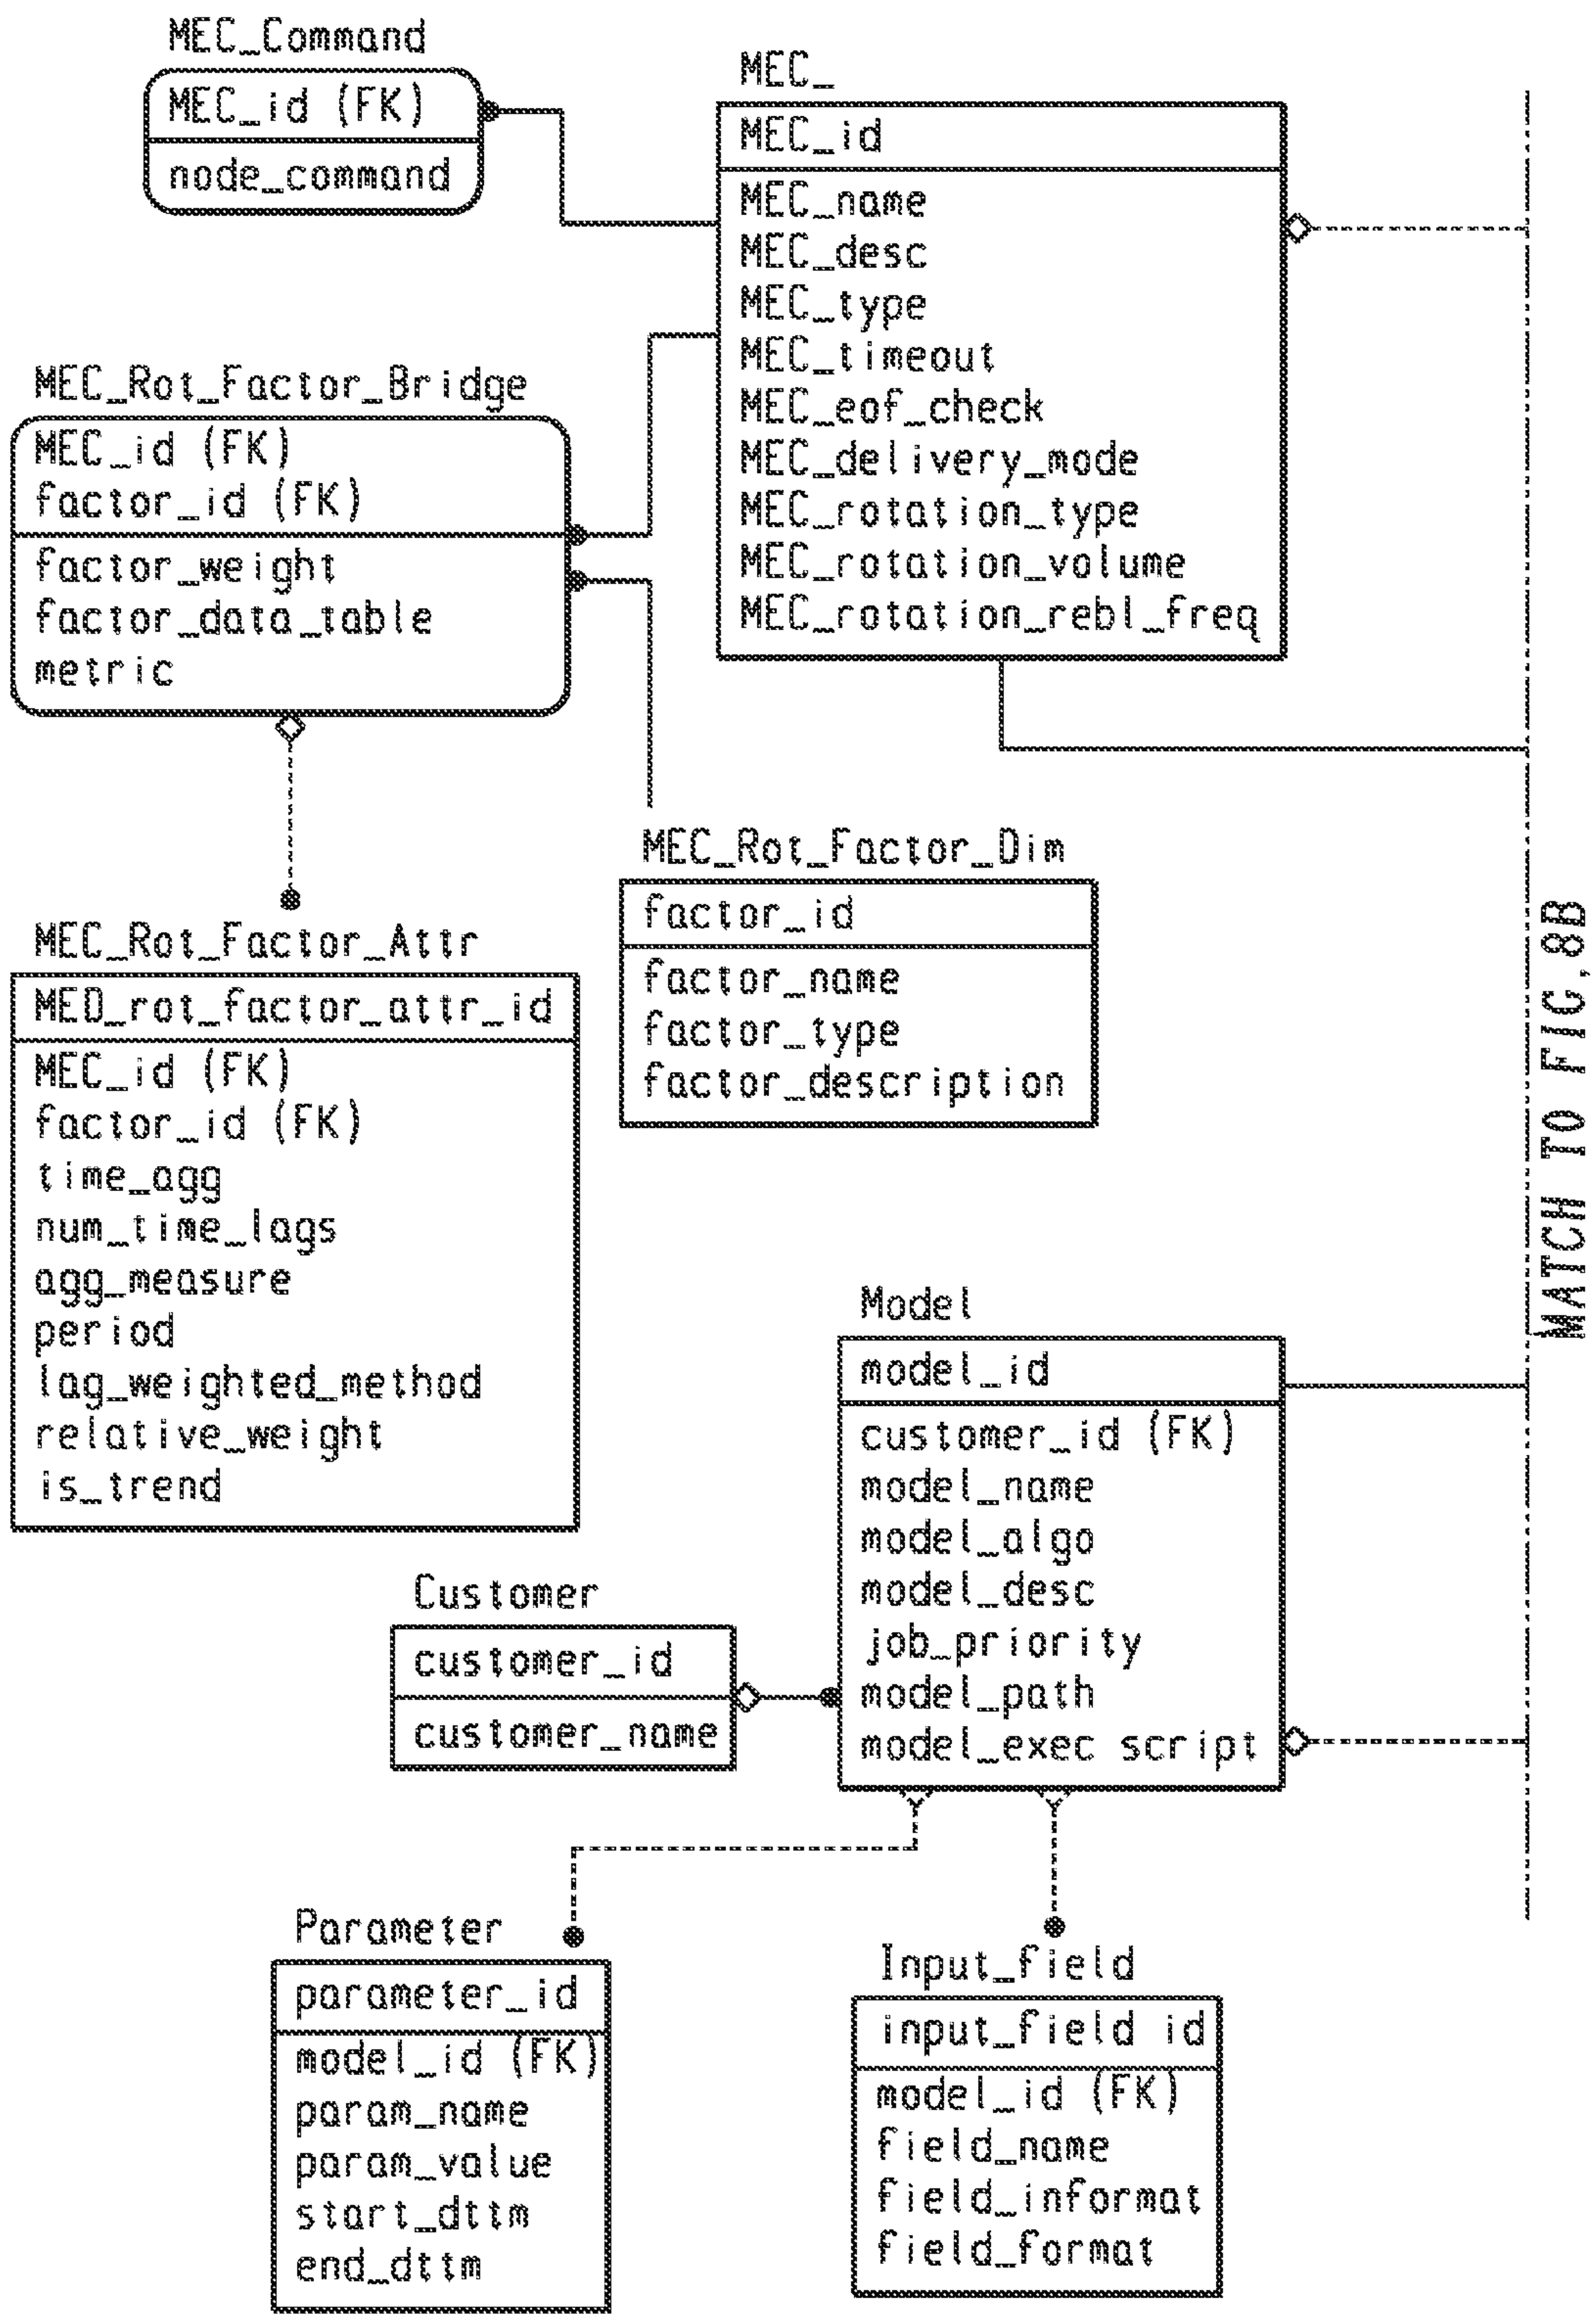 MEC_Command
MEC_id (FK)
node_command
MEC_
MEC_id
MEC_name
MEC_desc
MEC_type
MEC_timeout
MEC_eof_check
MEC_delivery_mode
MEC_rotation_type
MEC_rotation_volume
MEC_rotation_rebl_freq
MEC_Rot_Factor_Bridge
MEC_id (FK)
factor_id (FK)
factor_weight
factor_data_table
metric
MEC_Rot_Factor_Dim
factor_id
factor_name
factor_type
factor_description
MEC_Rot_Factor_Attr
MED_rot_factor_attr_id
MEC_id (FK)
factor_id (FK)
time_agg
num_time_lags
agg_measure
period
lag_weighted_method
relative_weight
is_trend
MATCH TO FIG.8B
Model
model_id
customer_id (FK)
model_name
model_algo
model_desc
job_priority
model_path
model_exec script
Customer
customer_id
customer_name
Parameter
parameter_id
model_id (FK)
param_name
param_value
start_dttm
end_dttm
Input_field
input_field id
model_id (FK)
field_name
field_informat
field_format